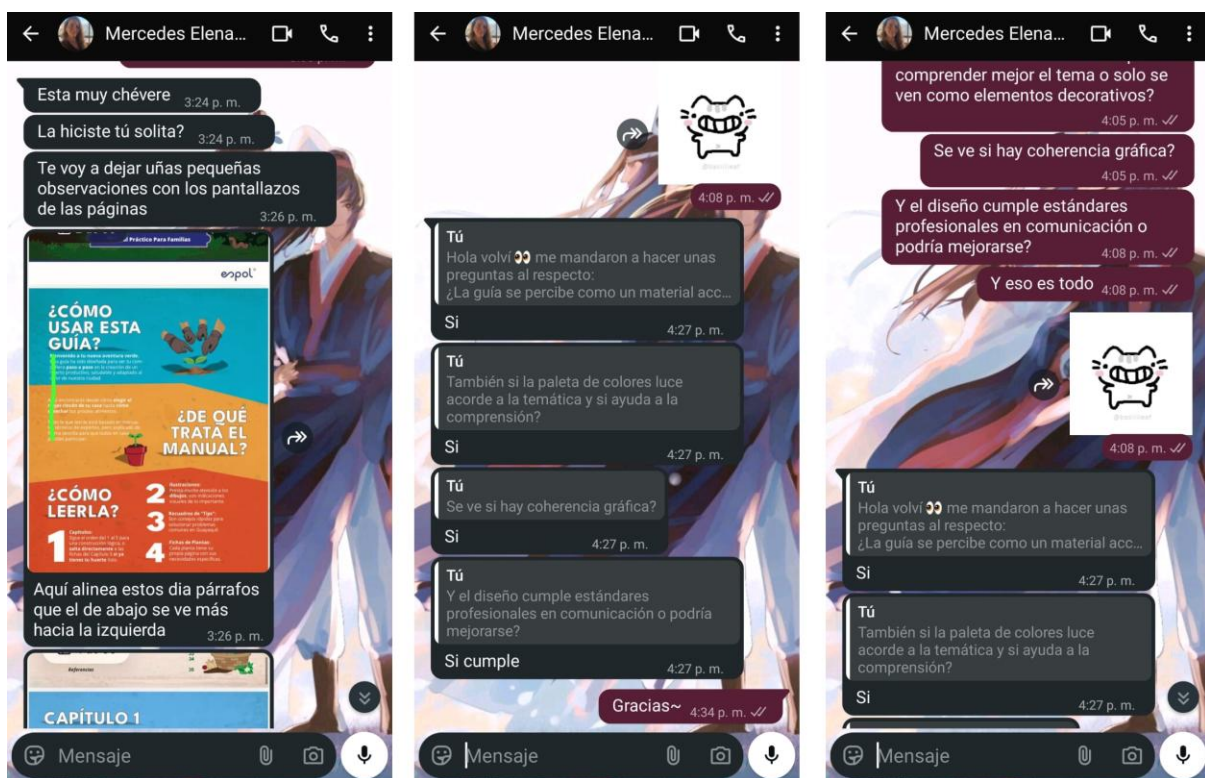 Mercedes Elena...
Esta muy chévere 3:24 p. m.
La hiciste tú solita? 3:24 p. m.
Te voy a dejar uñas pequeñas
observaciones con los pantallazos
de las páginas 3:26 p. m.
Práctico Para Familias
espol
¿CÓMO
USAR ESTA
GUÍA?
¿DE QUÉ
TRATA EL
MANUAL?
¿CÓMO
LEERLA?
1
2
3
4
Aquí alinea estos dia párrafos
que el de abajo se ve más
hacia la izquierda 3:26 p. m.
Referencias
CAPÍTULO 1
Mensaje
Mercedes Elena...
4:08 p. m.
Tú
Hola volví 👀 me mandaron a hacer unas
preguntas al respecto:
¿La guía se percibe como un material acc...
Si
4:27 p. m.
Tú
También si la paleta de colores luce
acorde a la temática y si ayuda a la
comprensión?
Si
4:27 p. m.
Tú
Se ve si hay coherencia gráfica?
Si
4:27 p. m.
Tú
Y el diseño cumple estándares
profesionales en comunicación o podría
mejorarse?
Si cumple
4:27 p. m.
Gracias~ 4:34 p. m.
Mensaje
Mercedes Elena...
comprender mejor el tema o solo se
ven como elementos decorativos?
4:05 p. m.
Se ve si hay coherencia gráfica?
4:05 p. m.
Y el diseño cumple estándares
profesionales en comunicación o
podría mejorarse?
4:08 p. m.
Y eso es todo 4:08 p. m.
4:08 p. m.
Tú
Hola volví 👀 me mandaron a hacer unas
preguntas al respecto:
¿La guía se percibe como un material acc...
Si
4:27 p. m.
Tú
También si la paleta de colores luce
acorde a la temática y si ayuda a la
comprensión?
Si
4:27 p. m.
Mensaje